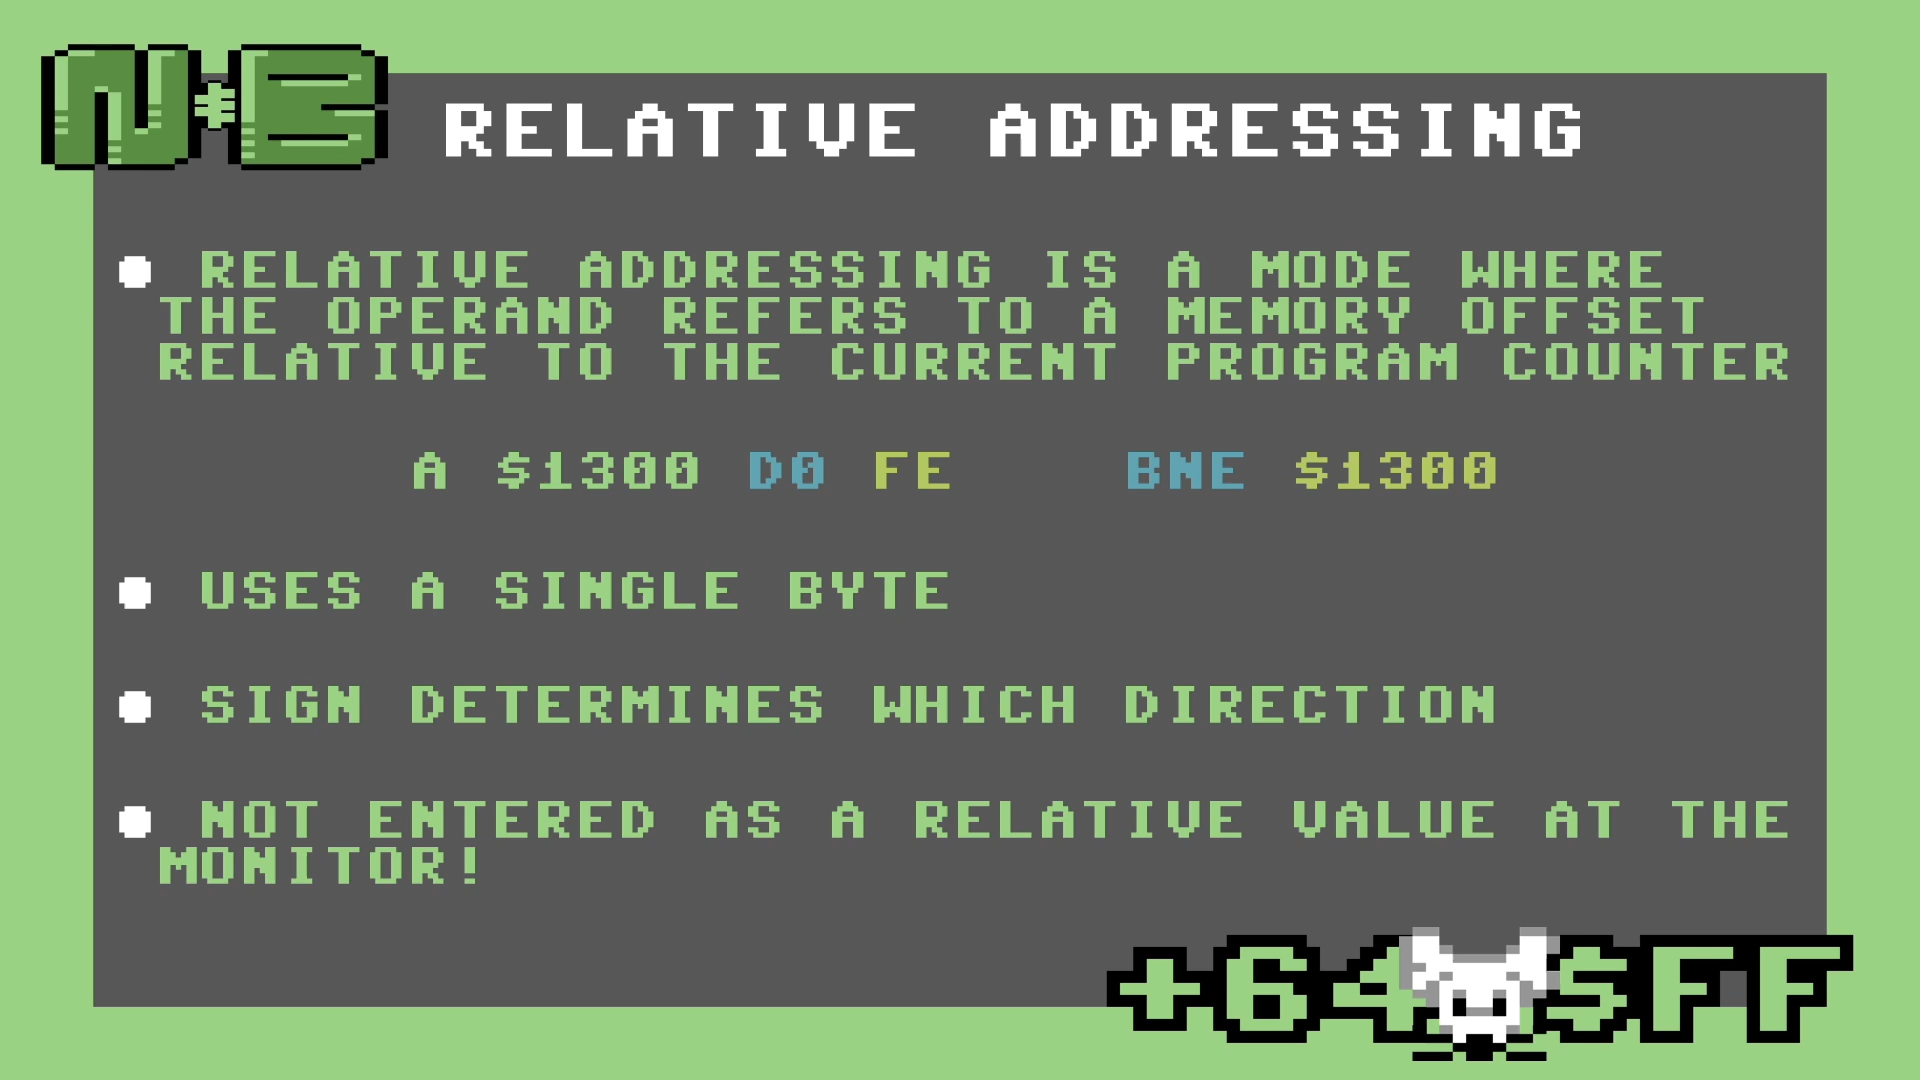 N*B
RELATIVE ADDRESSING
RELATIVE ADDRESSING IS A MODE WHERE
THE OPERAND REFERS TO A MEMORY OFFSET
RELATIVE TO THE CURRENT PROGRAM COUNTER
A $1300 D0 FE BNE $1300
USES A SINGLE BYTE
SIGN DETERMINES WHICH DIRECTION
NOT ENTERED AS A RELATIVE VALUE AT THE
MONITOR!
+64 $FF